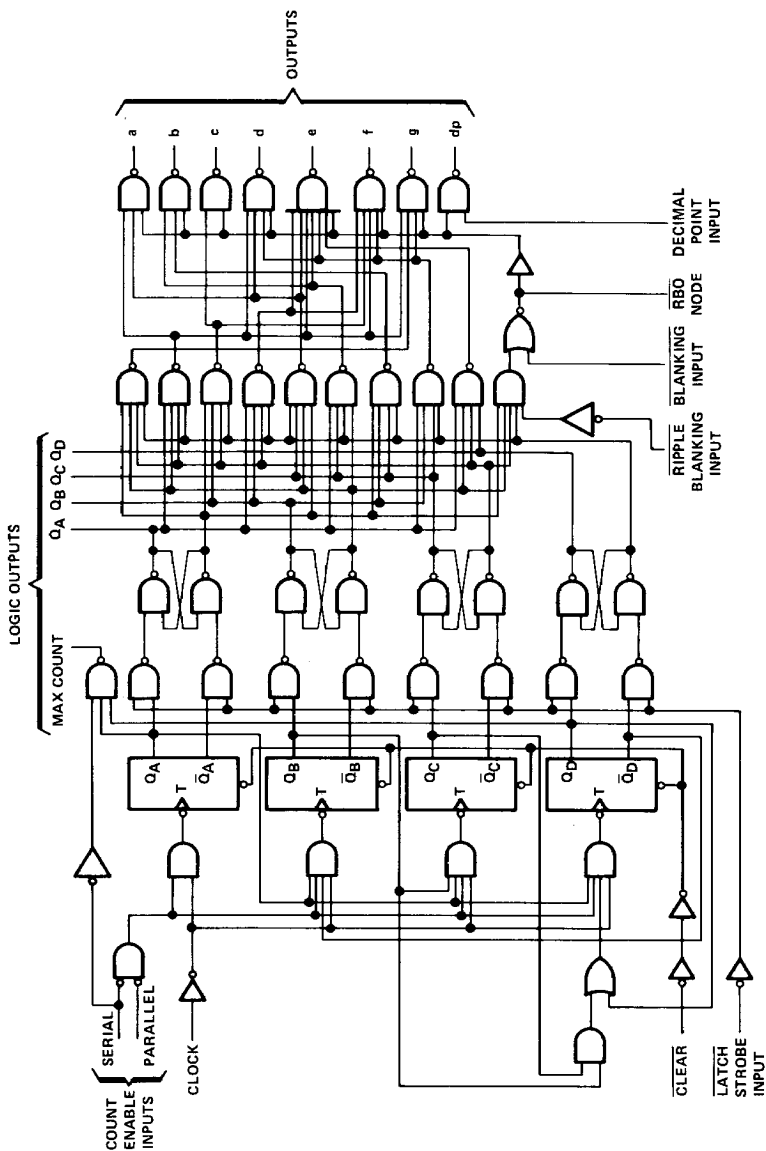 OUTPUTS
a
b
c
d
e
f
g
dp
DECIMAL
POINT
INPUT
RBO
NODE
BLANKING
INPUT
RIPPLE
BLANKING
INPUT
LOGIC OUTPUTS
MAX COUNT
QA
QB
QC
QD
QA
T
Q̅A
QB
T
Q̅B
QC
T
Q̅C
QD
T
Q̅D
COUNT
ENABLE
INPUTS
SERIAL
PARALLEL
CLOCK
CLEAR
LATCH
STROBE
INPUT